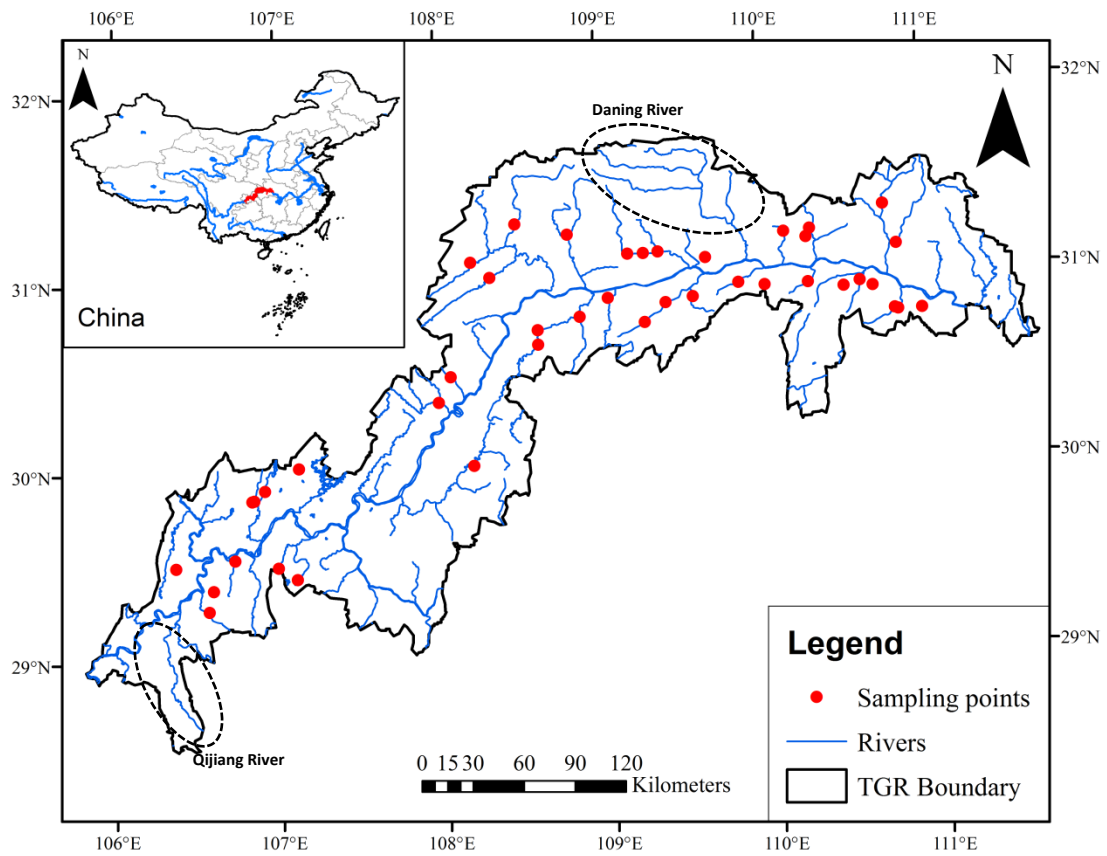 106°E 107°E 108°E 109°E 110°E 111°E
N
China
Daning River
N
32°N
32°N
31°N
31°N
30°N
30°N
29°N
29°N
Qijiang River
0 15 30 60 90 120
Kilometers
Legend
Sampling points
Rivers
TGR Boundary
106°E 107°E 108°E 109°E 110°E 111°E